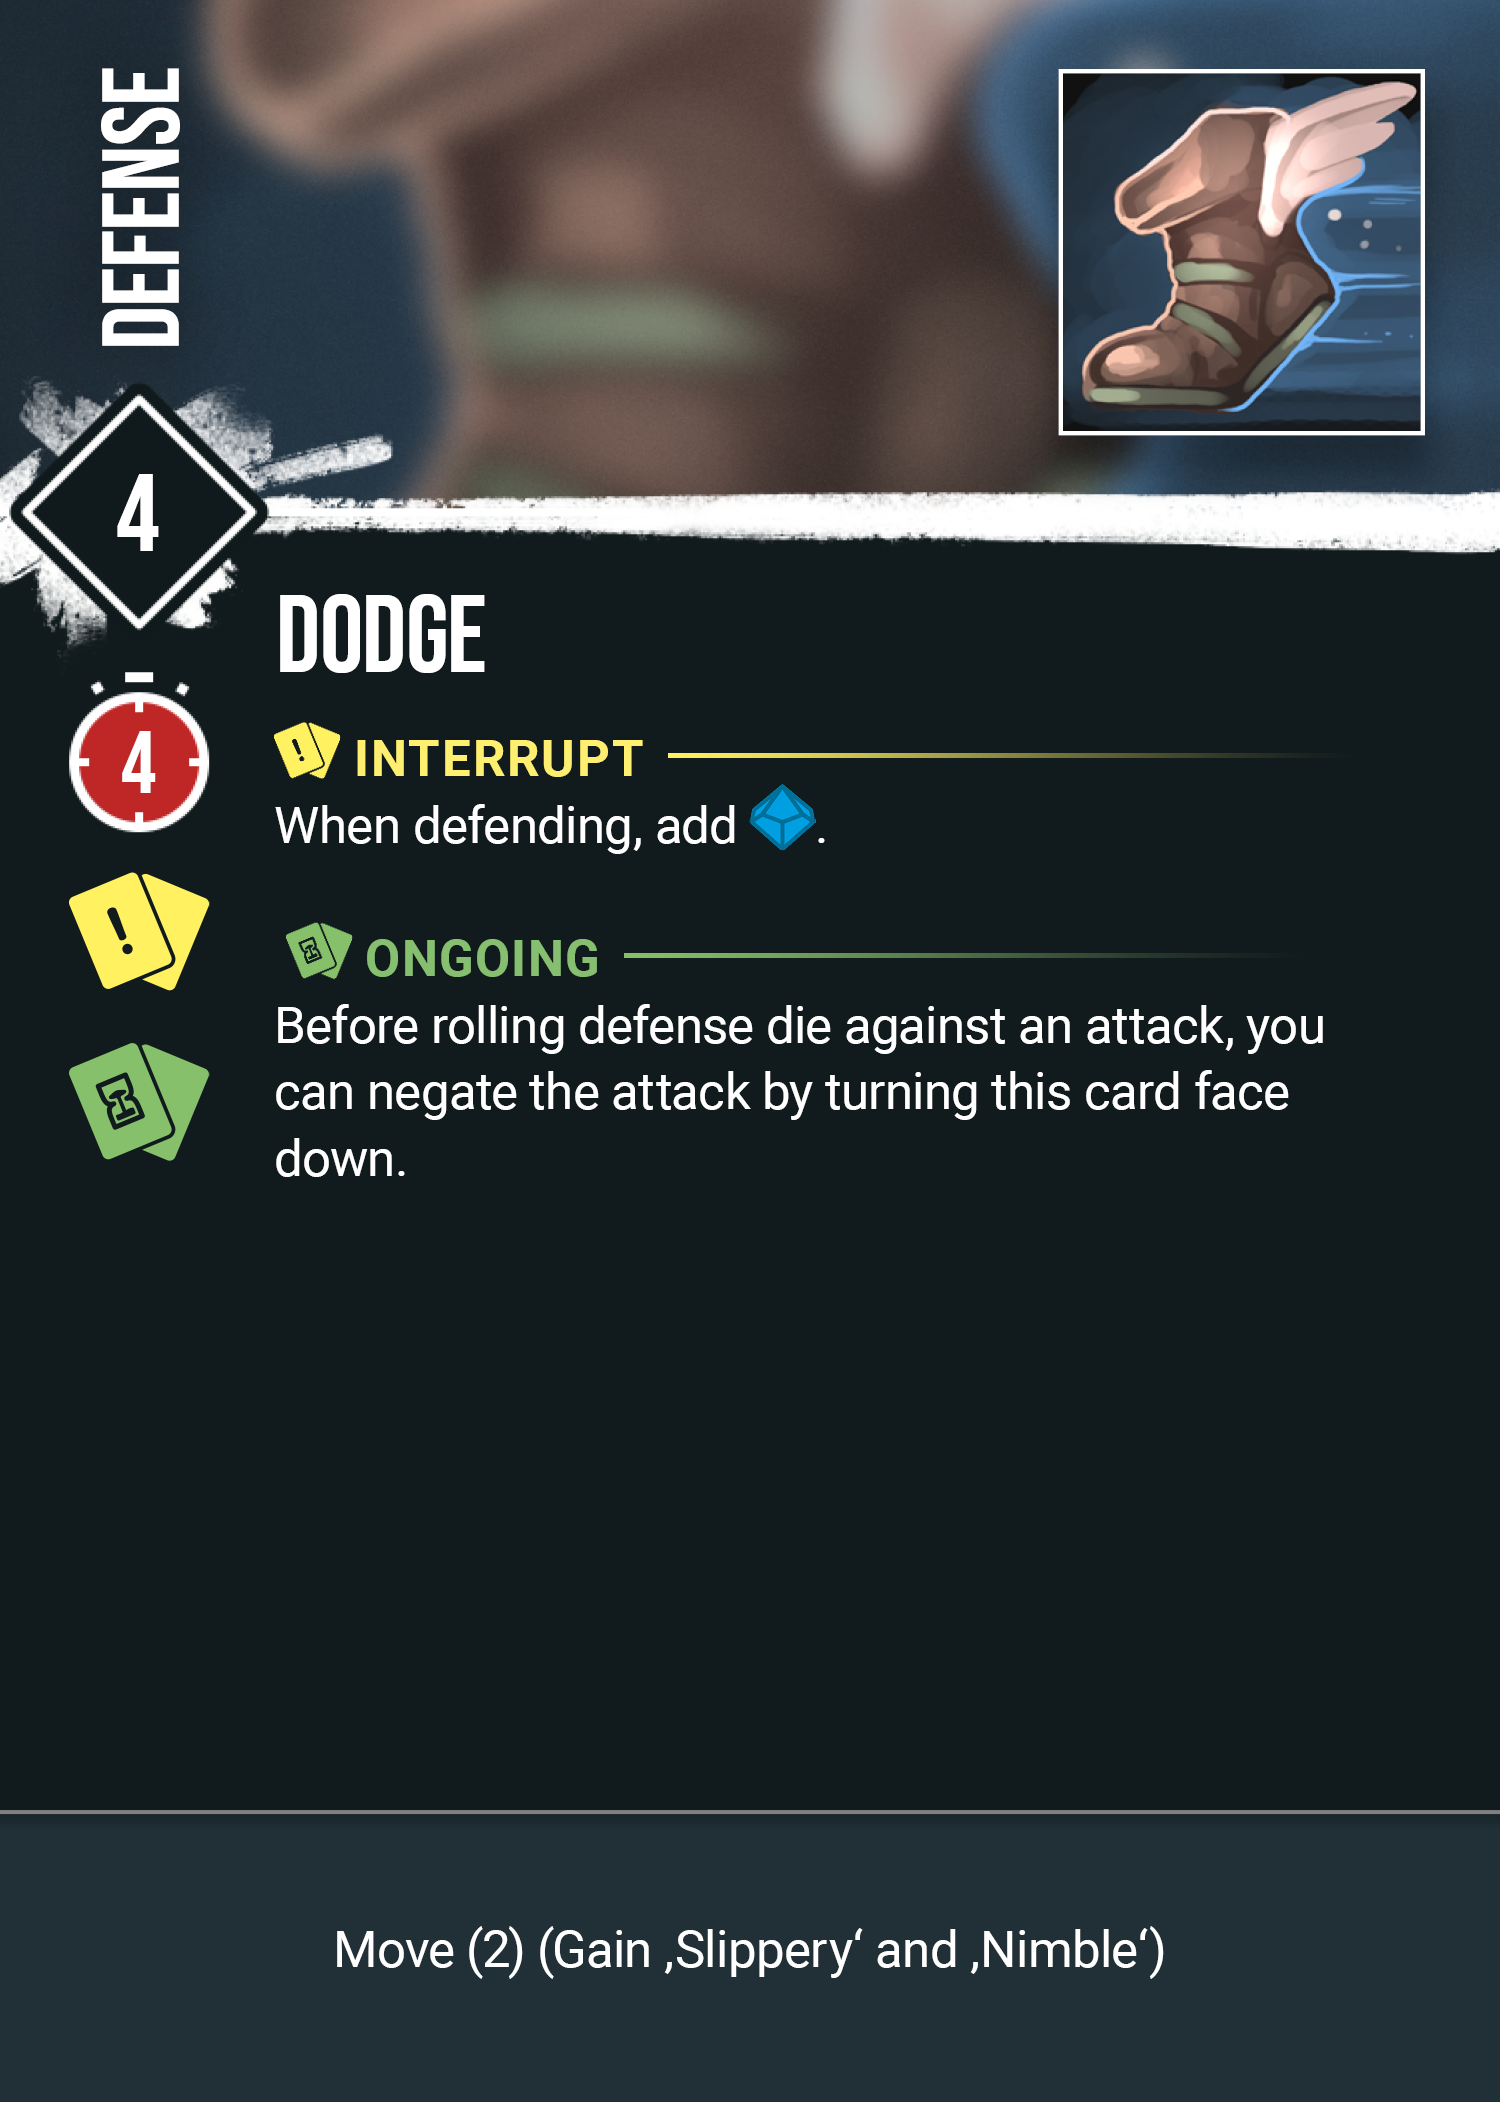 DEFENSE
4
DODGE
4
! INTERRUPT
When defending, add .
!
ONGOING
Before rolling defense die against an attack, you
can negate the attack by turning this card face
down.
Move (2) (Gain ‚Slippery‘ and ‚Nimble‘)